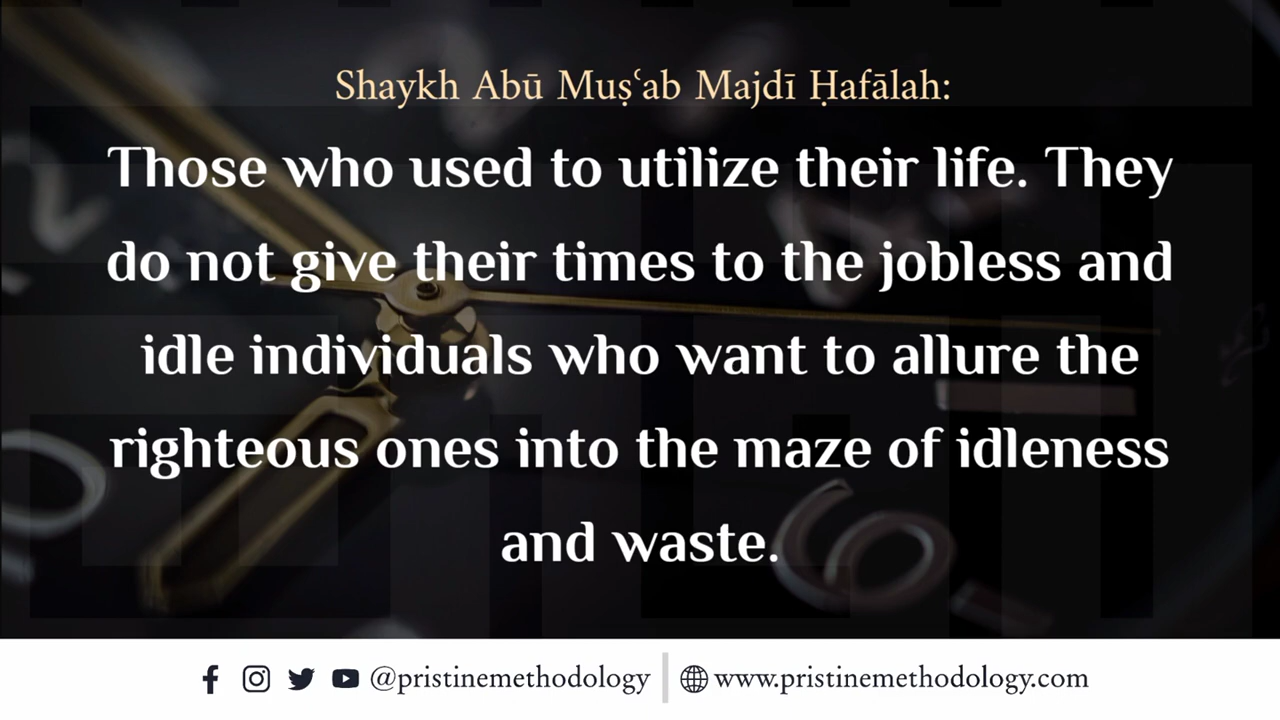 Shaykh Abū Muṣʿab Majdī Ḥafālah:
Those who used to utilize their life. They
do not give their times to the jobless and
idle individuals who want to allure the
righteous ones into the maze of idleness
and waste.
@pristinemethodology www.pristinemethodology.com